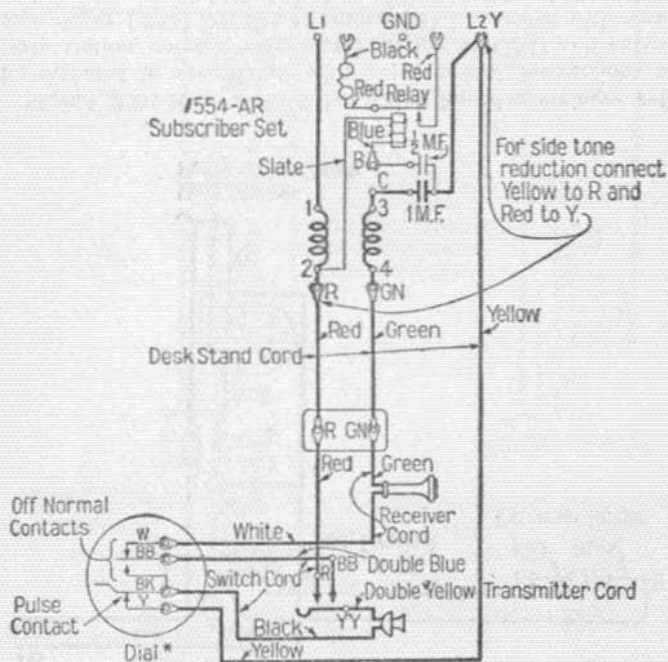 L1 GND L2 Y
Black
Red
#554-AR
Subscriber Set
Red Relay
Blue
½ M.F.
B
Slate
C
For side tone
reduction connect
Yellow to R and
Red to Y.
1 3
1 M.F.
2 4
R GN
Red Green
Yellow
Desk Stand Cord
R GN
Red Green
Off Normal
Contacts
Receiver
Cord
W
White
BB
Double Blue
BB
Switch Cord
R
BK
Double Yellow Transmitter Cord
Pulse
Contact
Y
Y Y
Black
Dial *
Yellow